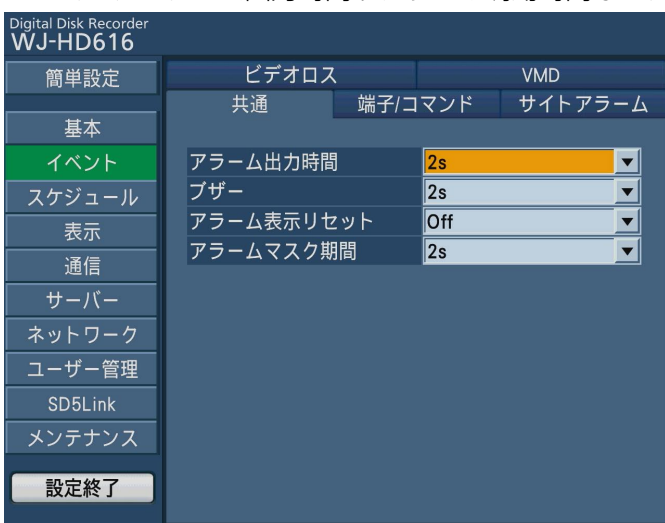 Digital Disk Recorder
WJ-HD616
簡単設定
基本
イベント
スケジュール
表示
通信
サーバー
ネットワーク
ユーザー管理
SD5Link
メンテナンス
設定終了
ビデオロス VMD
共通 端子/コマンド サイトアラーム
アラーム出力時間 2s
ブザー 2s
アラーム表示リセット Off
アラームマスク期間 2s